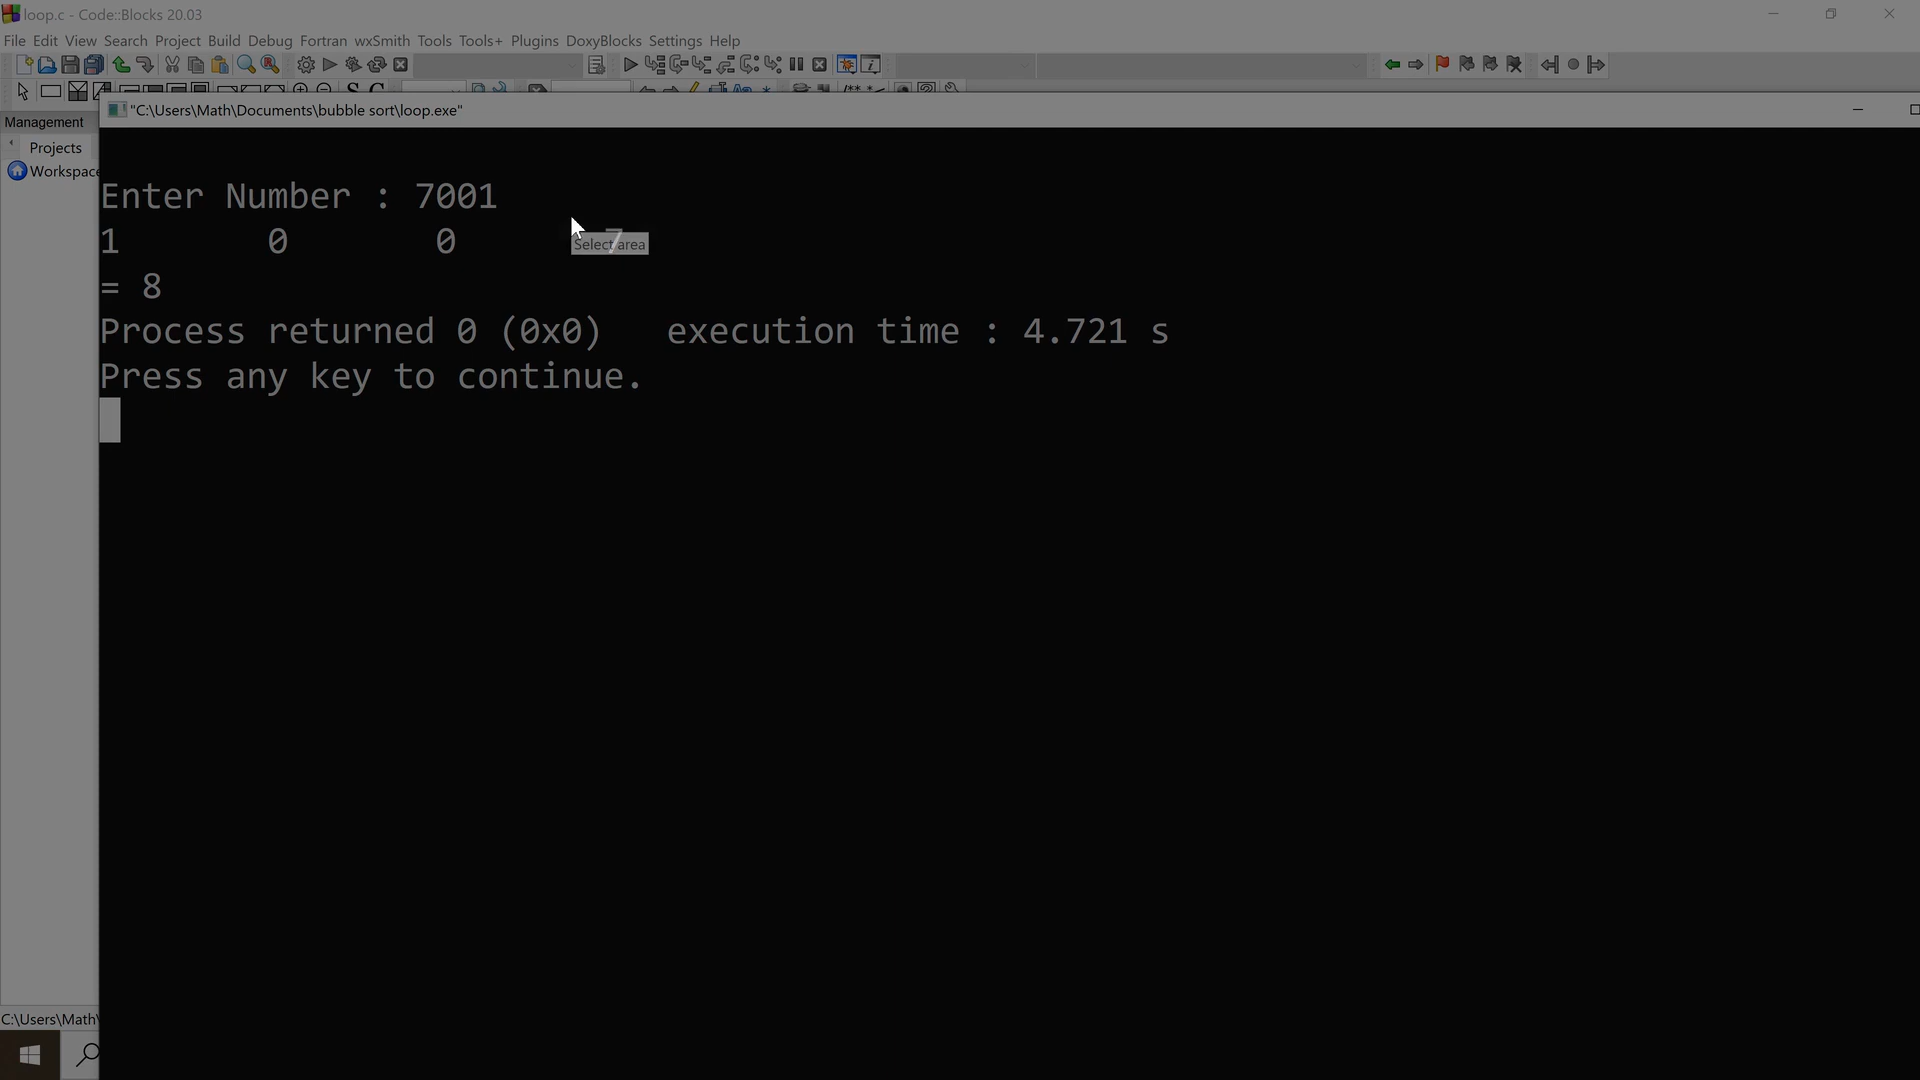 loop.c - Code::Blocks 20.03
File Edit View Search Project Build Debug Fortran wxSmith Tools Tools+ Plugins DoxyBlocks Settings Help
"C:\Users\Math\Documents\bubble sort\loop.exe"
Management
Projects
Workspace
Enter Number : 7001
1 0 0 7
Select area
= 8
Process returned 0 (0x0) execution time : 4.721 s
Press any key to continue.
C:\Users\Math\